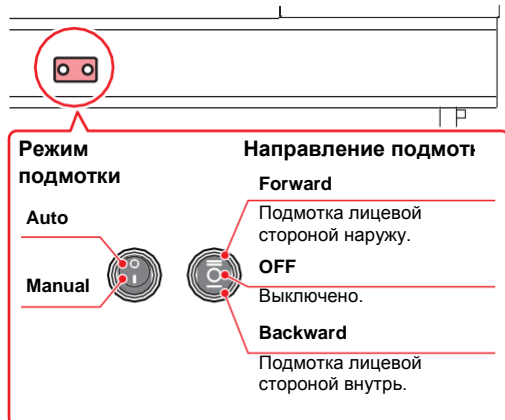 Режим
подмотки
Auto
Manual
Направление подмотк
Forward
Подмотка лицевой
стороной наружу.
OFF
Выключено.
Backward
Подмотка лицевой
стороной внутрь.